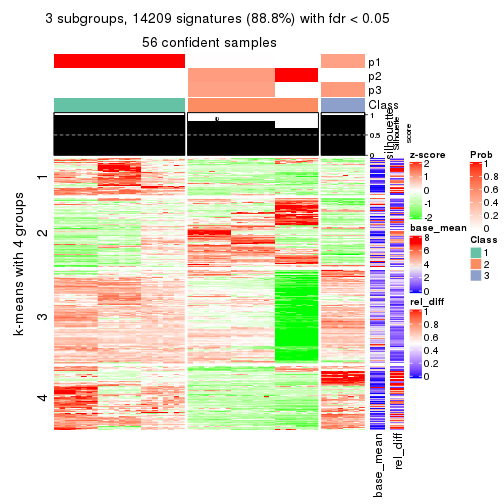 3 subgroups, 14209 signatures (88.8%) with fdr < 0.05
56 confident samples
p1
p2
p3
Class
1
0.5
0
silhouette
Silhouette
score
k-means with 4 groups
1
2
3
4
base_mean
rel_diff
z-score
2
1
0
-1
-2
base_mean
8
6
4
2
0
rel_diff
1
0.8
0.6
0.4
0.2
0
Prob
1
0.8
0.6
0.4
0.2
0
Class
1
2
3